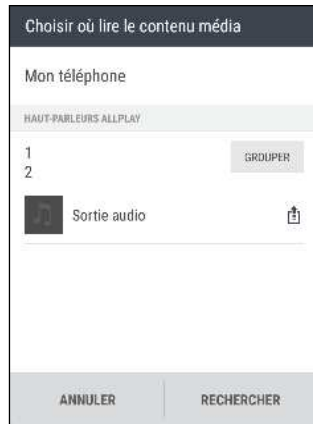 Choisir où lire le contenu média
Mon téléphone
HAUT-PARLEURS ALLPLAY
1
2
GROUPER
Sortie audio
ANNULER
RECHERCHER